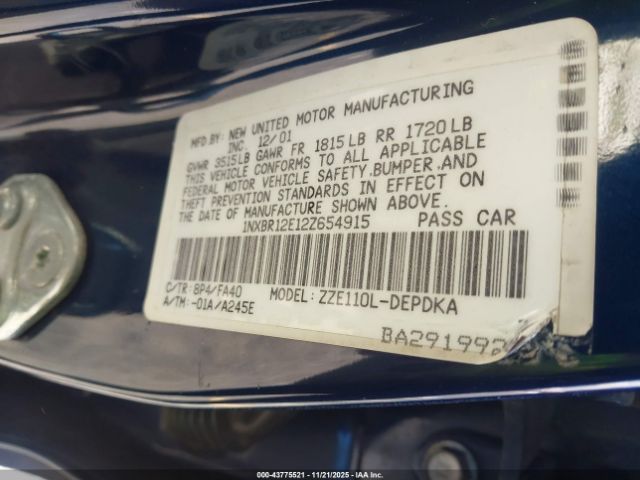 MFD.BY: NEW UNITED MOTOR MANUFACTURING
INC. 12/01
GVWR 3515LB GAWR FR 1815LB RR 1720LB
THIS VEHICLE CONFORMS TO ALL APPLICABLE
FEDERAL MOTOR VEHICLE SAFETY,BUMPER,AND
THEFT PREVENTION STANDARDS IN EFFECT ON
THE DATE OF MANUFACTURE SHOWN ABOVE.
1NXBR12E12Z654915 PASS CAR
C/TR: 8P4/FA40 MODEL: ZZE110L-DEPDKA
A/TM: -01A/A245E
BA291992
000-43775521 - 11/21/2025 - IAA Inc.